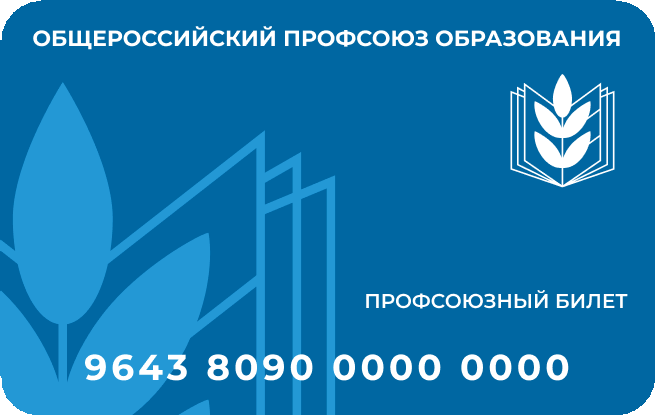 ОБЩЕРОССИЙСКИЙ ПРОФСОЮЗ ОБРАЗОВАНИЯ
ПРОФСОЮЗНЫЙ БИЛЕТ
9643 8090 0000 0000